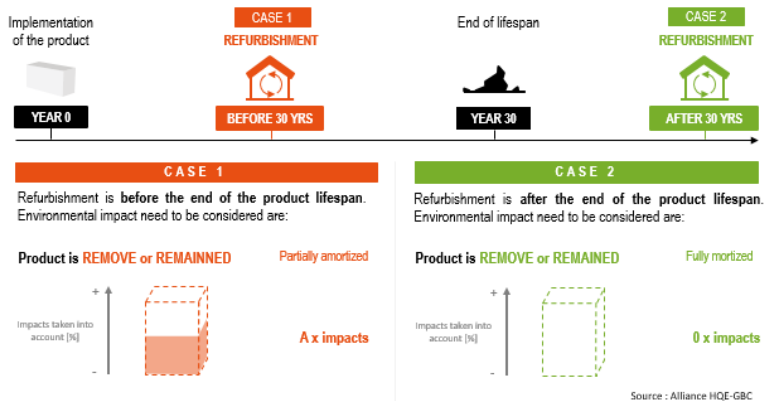 Implementation
of the product
CASE 1
REFURBISHMENT
End of lifespan
CASE 2
REFURBISHMENT
YEAR 0
BEFORE 30 YRS
YEAR 30
AFTER 30 YRS
CASE 1
Refurbishment is before the end of the product lifespan.
Environmental impact need to be considered are:
Product is REMOVE or REMAINNED
Partially amortized
+
Impacts taken into
account [%]
-
A x impacts
CASE 2
Refurbishment is after the end of the product lifespan.
Environmental impact need to be considered are:
Product is REMOVE or REMAINED
Fully mortized
+
Impacts taken into
account [%]
-
0 x impacts
Source : Alliance HQE-GBC